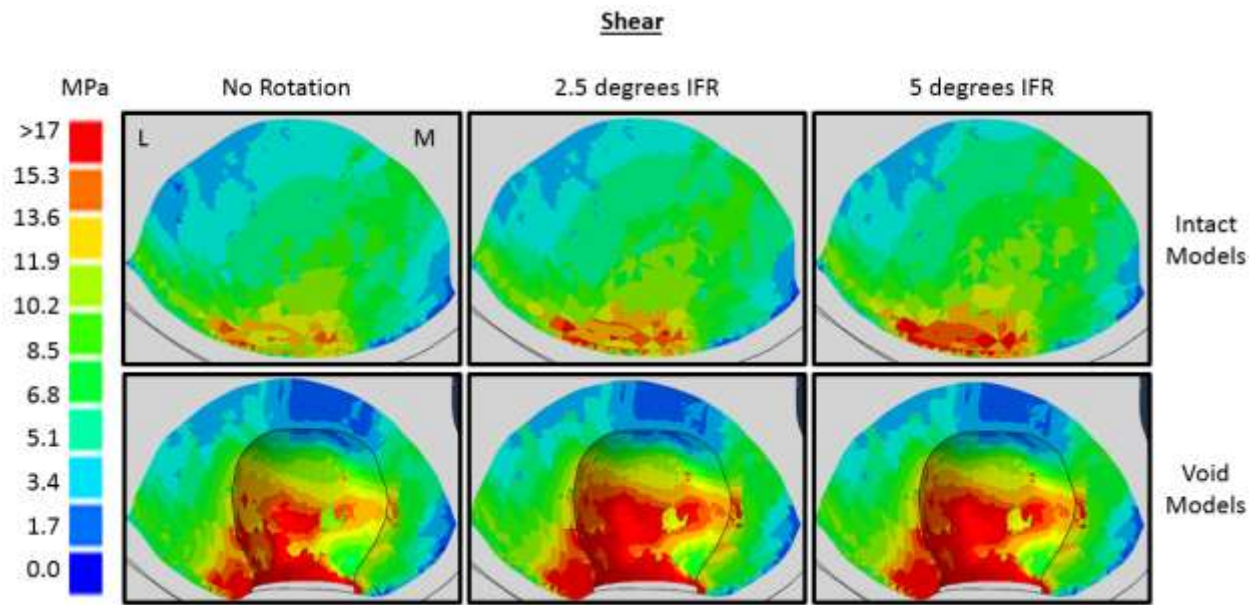 Shear
MPa
No Rotation
2.5 degrees IFR
5 degrees IFR
>17
15.3
13.6
11.9
10.2
8.5
6.8
5.1
3.4
1.7
0.0
L
M
Intact
Models
Void
Models